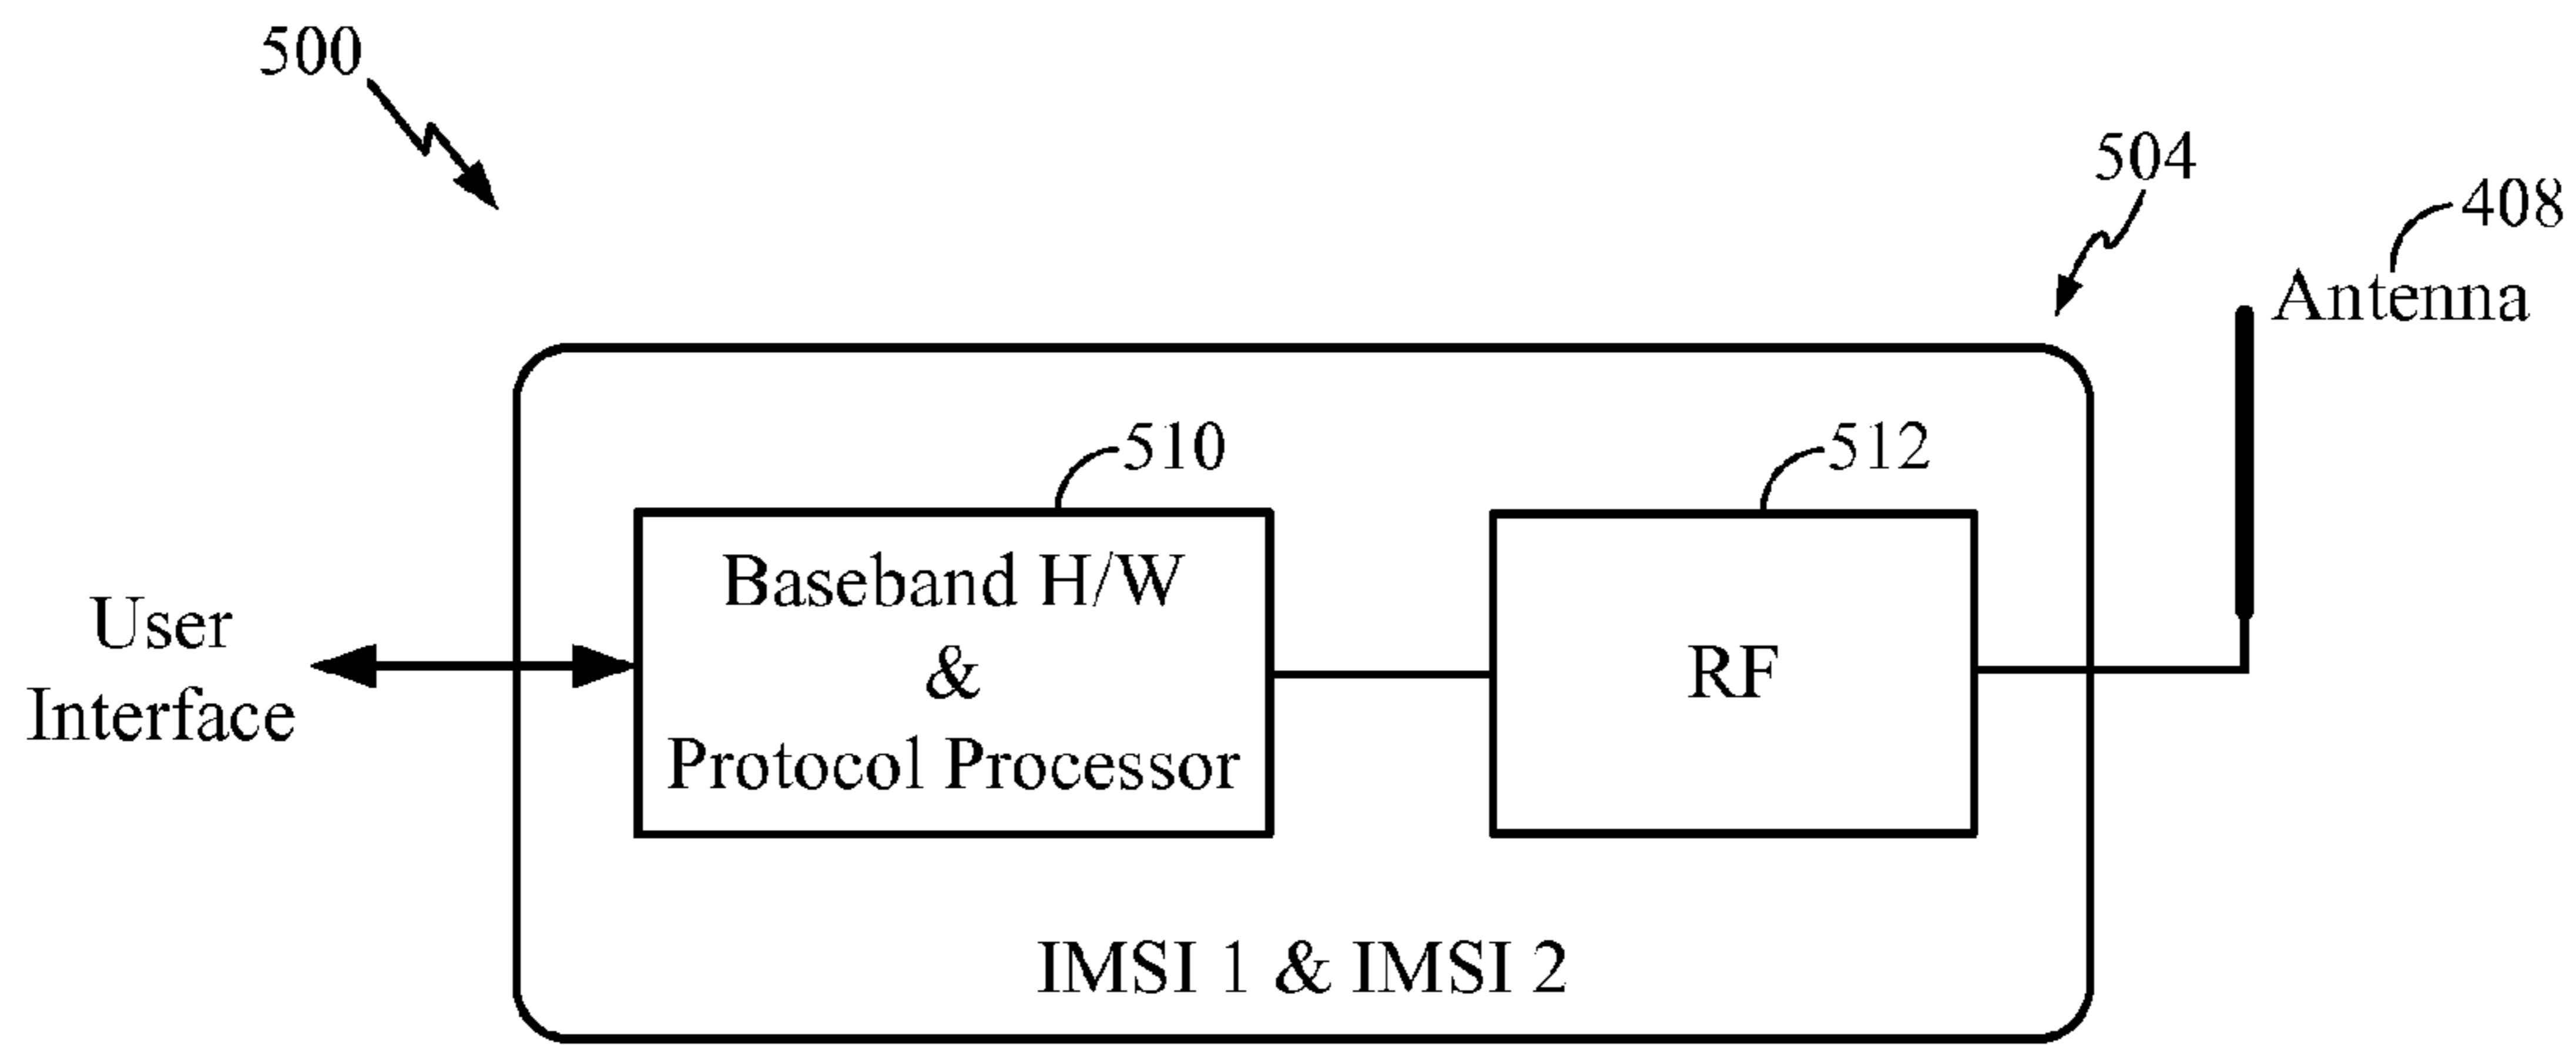 500
504
408
Antenna
510
512
Baseband H/W
&
Protocol Processor
RF
User
Interface
IMSI 1 & IMSI 2